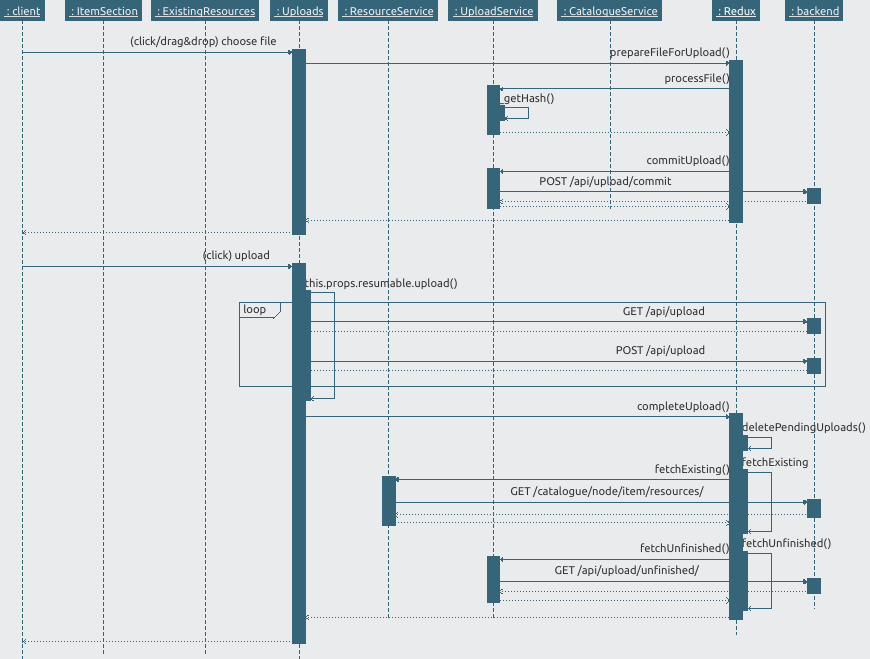 : client
: ItemSection
: ExistingResources
: Uploads
: ResourceService
: UploadService
: CatalogueService
: Redux
: backend
(click/drag&drop) choose file
prepareFileForUpload()
processFile()
getHash()
commitUpload()
POST /api/upload/commit
(click) upload
this.props.resumable.upload()
loop
GET /api/upload
POST /api/upload
completeUpload()
deletePendingUploads()
fetchExisting
fetchExisting()
GET /catalogue/node/item/resources/
fetchUnfinished()
fetchUnfinished()
GET /api/upload/unfinished/